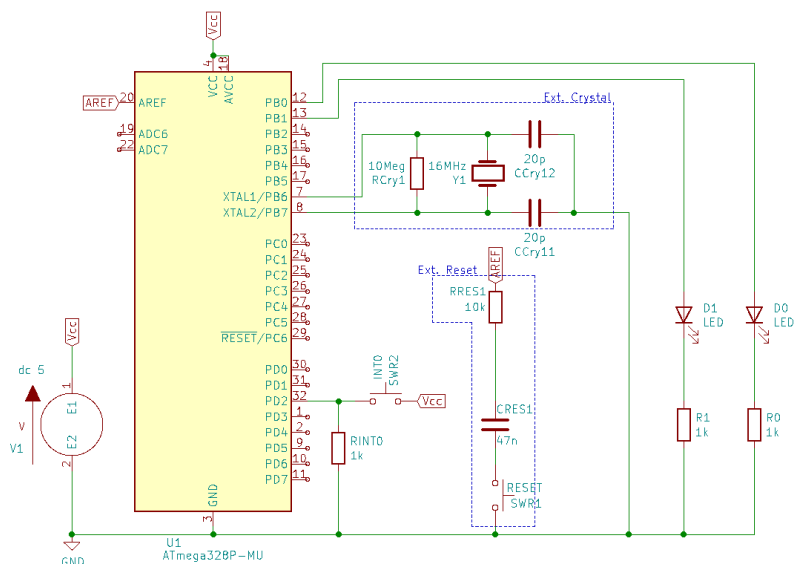 Vcc
4
18
VCC
AVCC
AREF
20
AREF
19
ADC6
22
ADC7
PB0
12
PB1
13
PB2
14
PB3
15
PB4
16
PB5
17
XTAL1/PB6
7
XTAL2/PB7
8
PC0
23
PC1
24
PC2
25
PC3
26
PC4
27
PC5
28
RESET/PC6
29
PD0
30
PD1
31
PD2
32
PD3
1
PD4
2
PD5
9
PD6
10
PD7
11
GND
3
U1
ATmega328P-MU
Ext. Crystal
10Meg
RCry1
16MHz
Y1
20p
CCry12
20p
CCry11
Ext. Reset
AREF
RRES1
10k
CRES1
47n
RESET
SWR1
INT0
SWR2
Vcc
RINT0
1k
D1
LED
D0
LED
R1
1k
R0
1k
Vcc
dc 5
1
E1
V
V1
E2
2
GND